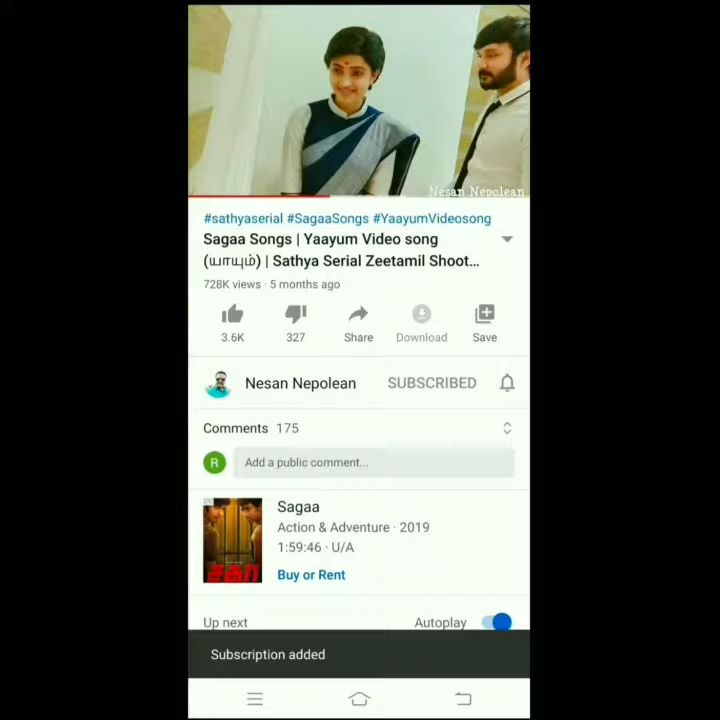 Nesan Nepolean
#sathyaserial #SagaaSongs #YaayumVideosong
Sagaa Songs | Yaayum Video song
(யாயும்) | Sathya Serial Zeetamil Shoot...
728K views · 5 months ago
3.6K 327 Share Download Save
Nesan Nepolean SUBSCRIBED
Comments 175
R Add a public comment...
Sagaa
Action & Adventure · 2019
1:59:46 · U/A
சகா
Buy or Rent
Up next Autoplay
Subscription added